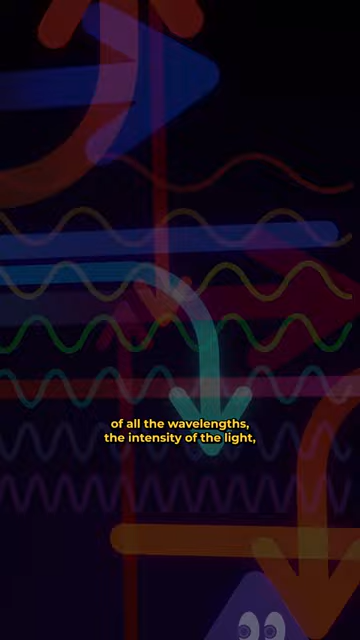 of all the wavelengths,
the intensity of the light,